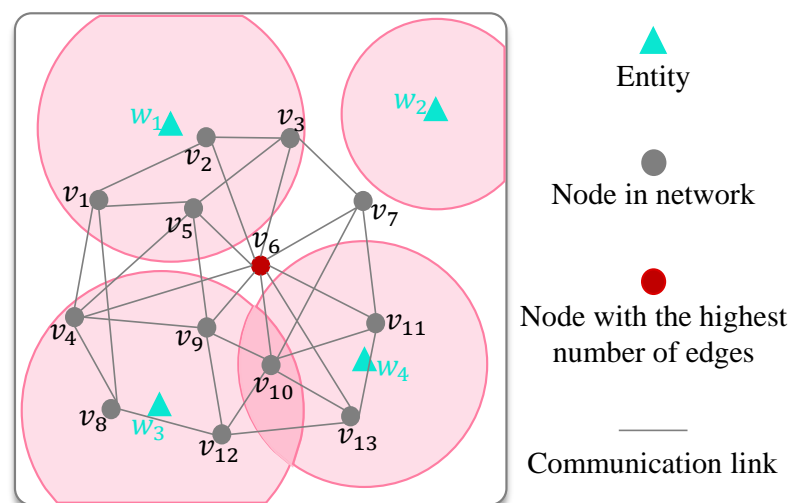 w₁
w₂
v₂
v₃
v₁
v₅
v₆
v₇
v₄
v₉
v₁₁
v₁₀
w₄
v₈
w₃
v₁₂
v₁₃
Entity
Node in network
Node with the highest
number of edges
Communication link